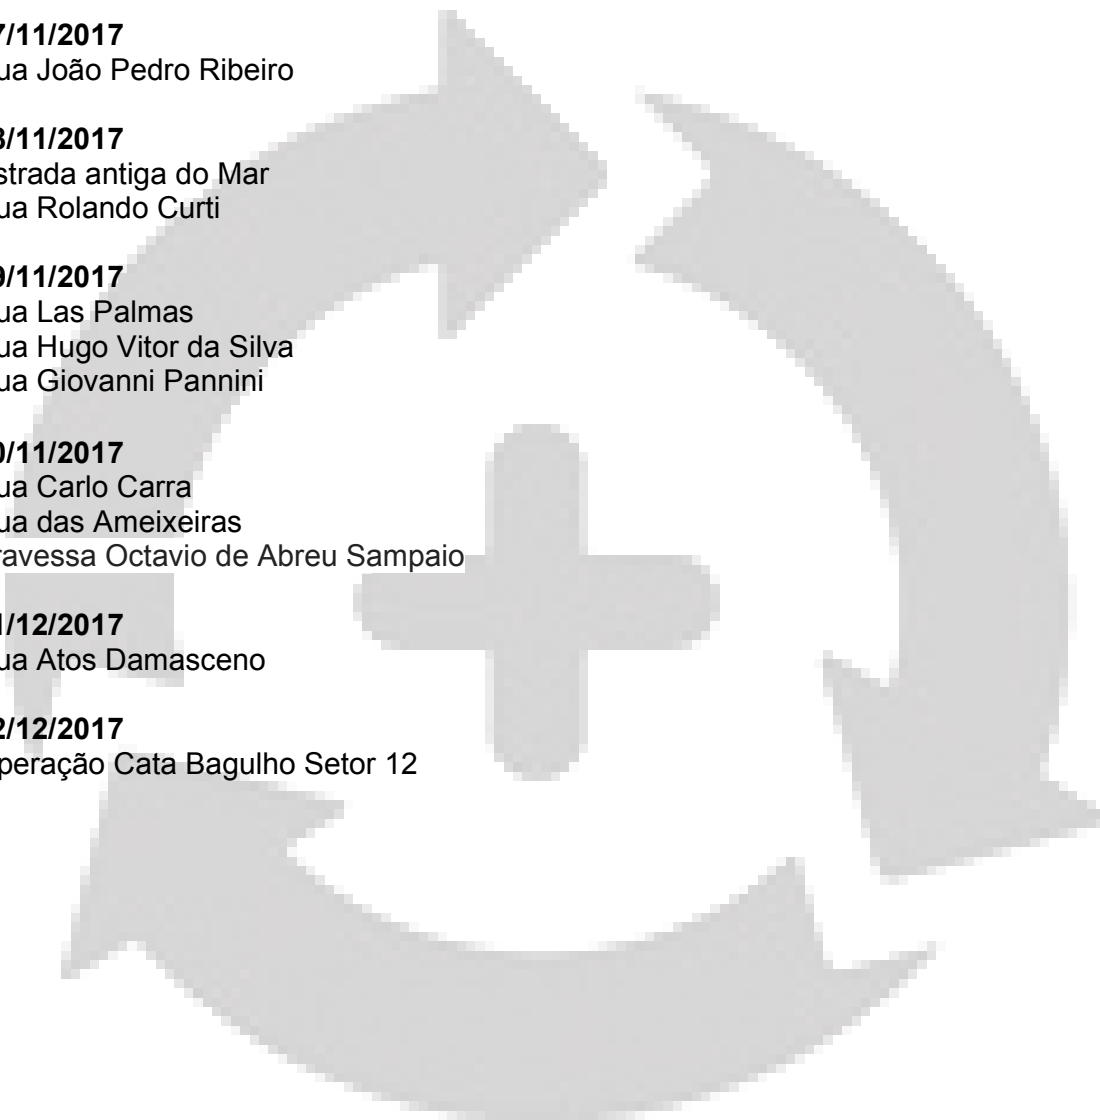 7/11/2017
ua João Pedro Ribeiro
8/11/2017
strada antiga do Mar
ua Rolando Curti
9/11/2017
ua Las Palmas
ua Hugo Vitor da Silva
ua Giovanni Pannini
0/11/2017
ua Carlo Carra
ua das Ameixeiras
ravessa Octavio de Abreu Sampaio
1/12/2017
ua Atos Damasceno
2/12/2017
peração Cata Bagulho Setor 12